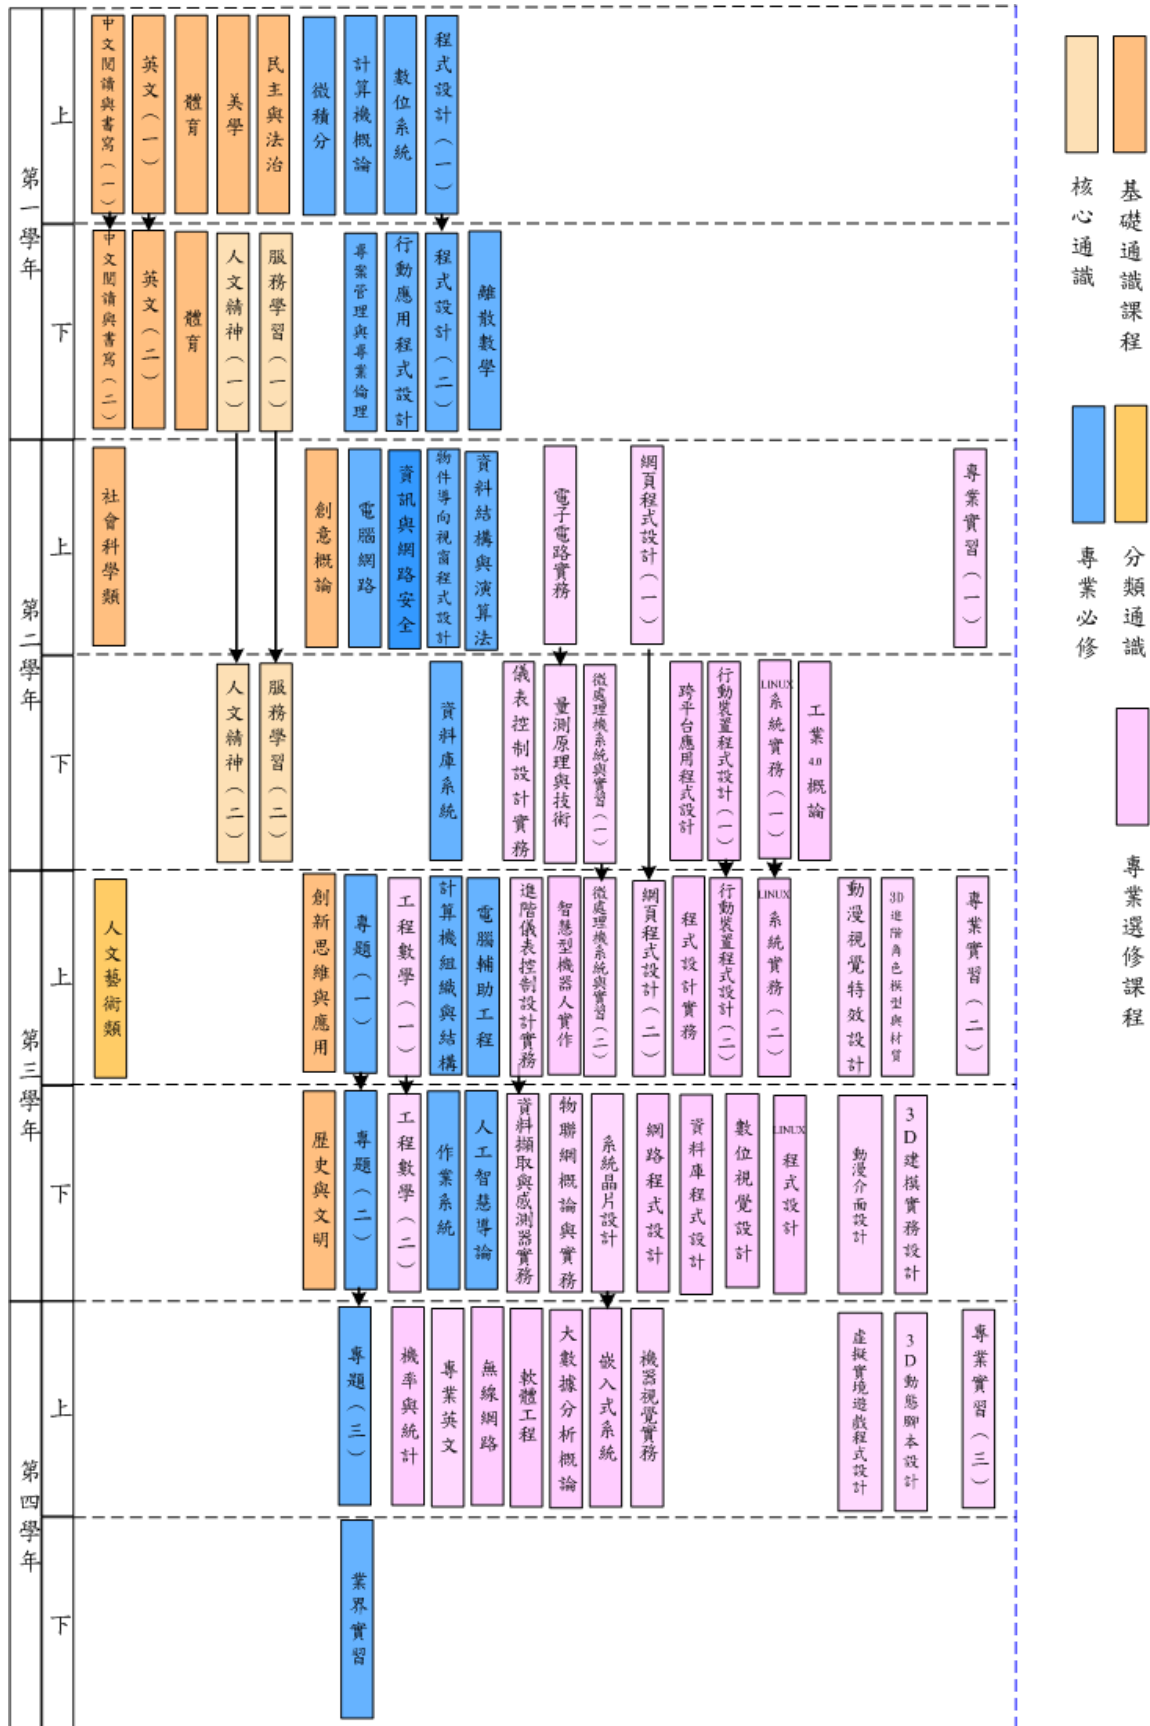 第一學年
上
中文閱讀與書寫(一)
英文(一)
體育
美學
民主與法治
微積分
計算機概論
數位系統
程式設計(一)
下
中文閱讀與書寫(二)
英文(二)
體育
人文精神(一)
服務學習(一)
專案管理與專業倫理
行動應用程式設計
程式設計(二)
離散數學
第二學年
上
社會科學類
創意概論
電腦網路
資訊與網路安全
物件導向視窗程式設計
資料結構與演算法
電子電路實務
網頁程式設計(一)
專業實習(一)
下
人文精神(二)
服務學習(二)
資料庫系統
儀表控制設計實務
量測原理與技術
微處理機系統與實習(一)
跨平台應用程式設計
行動裝置程式設計(一)
LINUX系統實務(一)
工業4.0概論
第三學年
上
人文藝術類
創新思維與應用
專題(一)
工程數學(一)
計算機組織與結構
電腦輔助工程
進階儀表控制設計實務
智慧型機器人實作
微處理機系統與實習(二)
網頁程式設計(二)
程式設計實務
行動裝置程式設計(二)
LINUX系統實務(二)
動漫視覺特效設計
3D進階角色模型與材質
專業實習(二)
下
歷史與文明
專題(二)
工程數學(二)
作業系統
人工智慧導論
資料擷取與感測器實務
物聯網概論與實務
系統晶片設計
網路程式設計
資料庫程式設計
數位視覺設計
LINUX程式設計
動漫介面設計
3D建模實務設計
第四學年
上
專題(三)
機率與統計
專業英文
無線網路
軟體工程
大數據分析概論
嵌入式系統
機器視覺實務
虛擬實境遊戲程式設計
3D動態腳本設計
專業實習(三)
下
業界實習
核心通識
基礎通識課程
專業必修
分類通識
專業選修課程